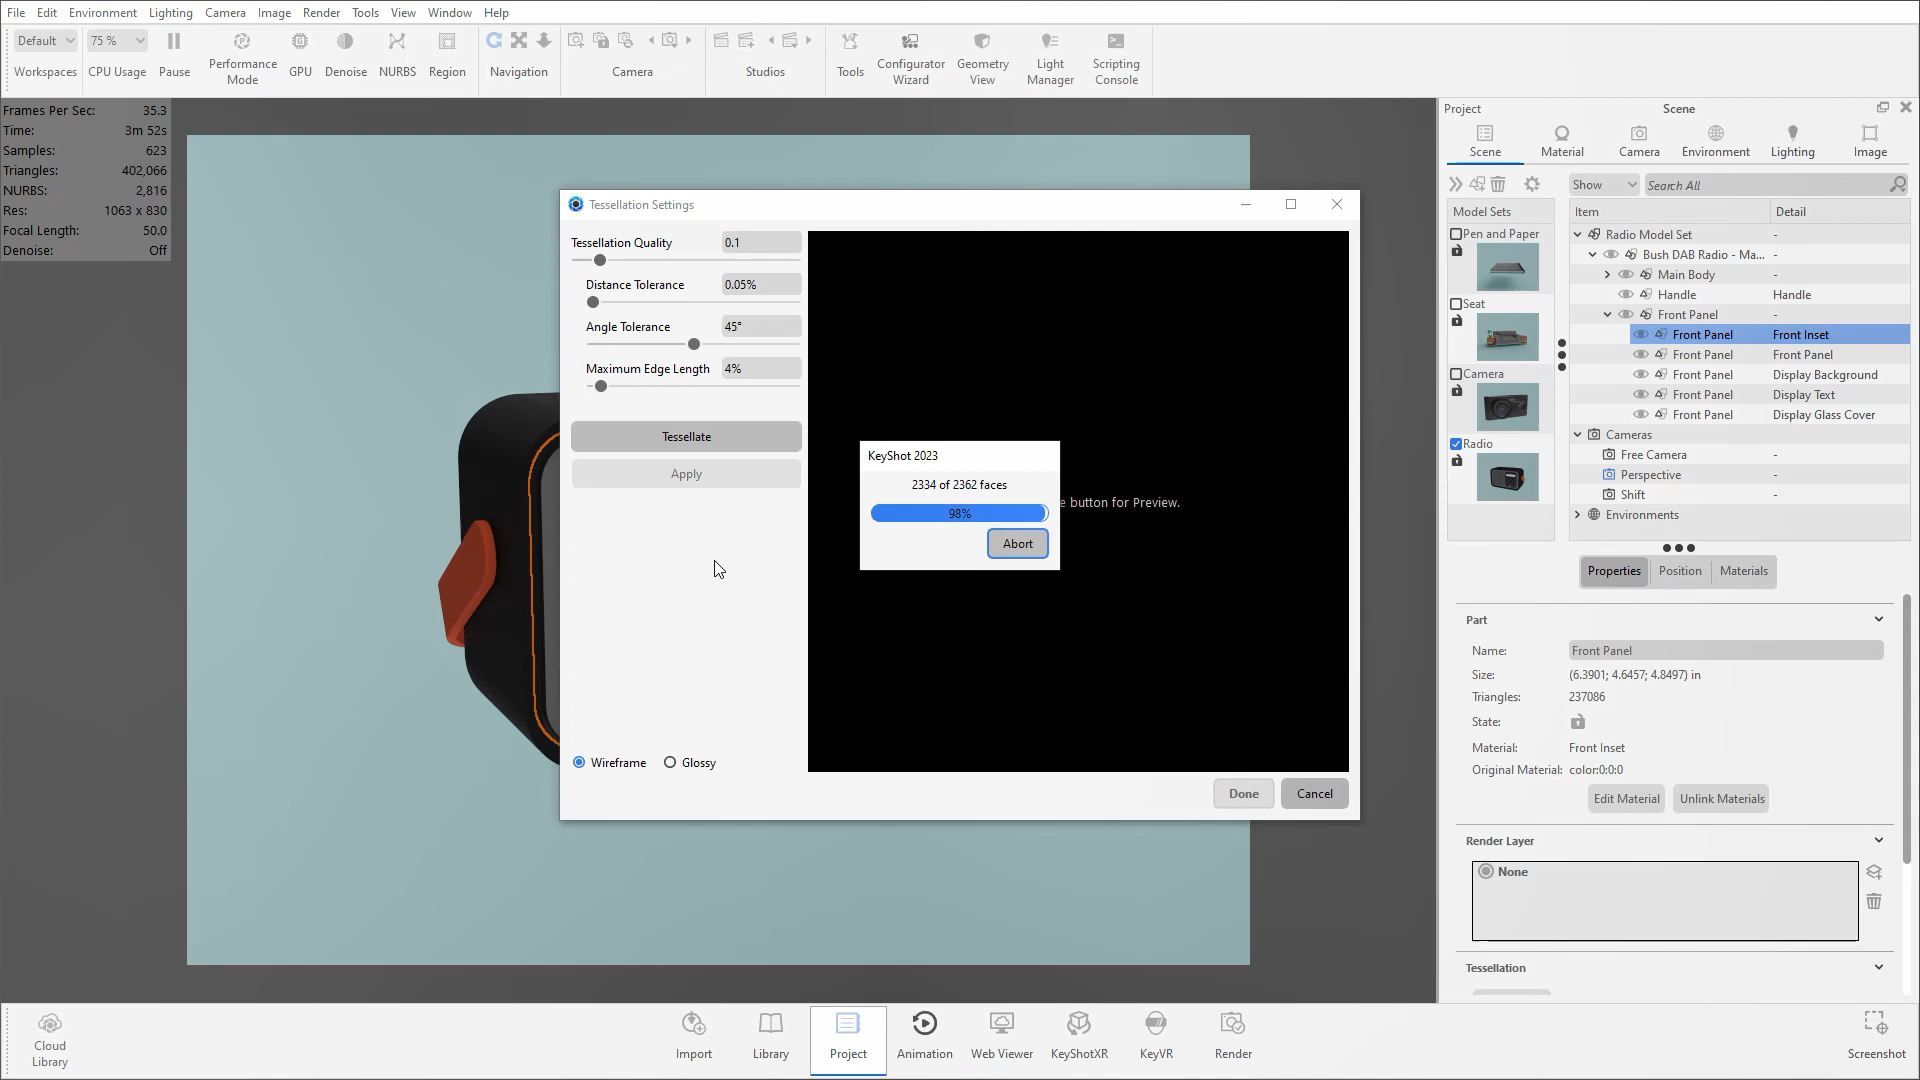 File Edit Environment Lighting Camera Image Render Tools View Window Help
Default 75 %
Workspaces CPU Usage Pause Performance Mode GPU Denoise NURBS Region Navigation Camera Studios Tools Configurator Wizard Geometry View Light Manager Scripting Console
Frames Per Sec: 35.3
Time: 3m 52s
Samples: 623
Triangles: 402,066
NURBS: 2,816
Res: 1063 x 830
Focal Length: 50.0
Denoise: Off
Tessellation Settings
Tessellation Quality 0.1
Distance Tolerance 0.05%
Angle Tolerance 45°
Maximum Edge Length 4%
Tessellate
Apply
Wireframe Glossy
KeyShot 2023
2334 of 2362 faces
98%
Abort
e button for Preview.
Done Cancel
Project Scene
Scene Material Camera Environment Lighting Image
Show Search All
Model Sets
Pen and Paper
Seat
Camera
Radio
Item Detail
Radio Model Set -
Bush DAB Radio - Ma... -
Main Body -
Handle Handle
Front Panel -
Front Panel Front Inset
Front Panel Front Panel
Front Panel Display Background
Front Panel Display Text
Front Panel Display Glass Cover
Cameras
Free Camera -
Perspective -
Shift -
Environments
Properties Position Materials
Part
Name: Front Panel
Size: (6.3901; 4.6457; 4.8497) in
Triangles: 237086
State:
Material: Front Inset
Original Material: color:0:0:0
Edit Material Unlink Materials
Render Layer
None
Tessellation
Cloud Library
Import Library Project Animation Web Viewer KeyShotXR KeyVR Render
Screenshot